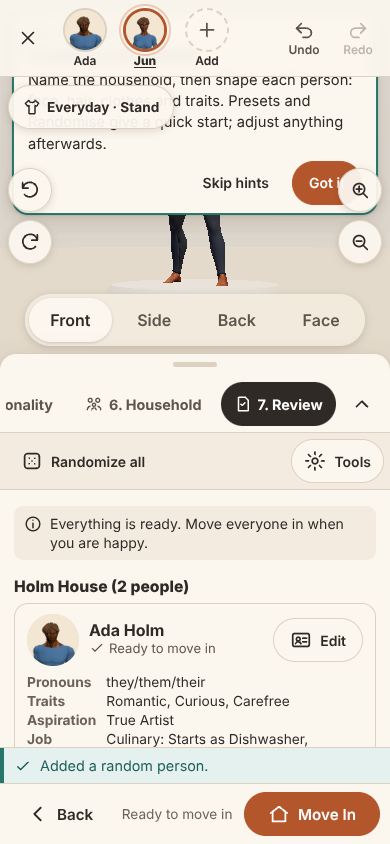 Ada
Jun
Add
Undo
Redo
Name the household, then shape each person:
Everyday · Stand
d traits. Presets and
Randomise give a quick start; adjust anything
afterwards.
Skip hints
Got
Front
Side
Back
Face
onality
6. Household
7. Review
Randomize all
Tools
Everything is ready. Move everyone in when
you are happy.
Holm House (2 people)
Ada Holm
Ready to move in
Edit
Pronouns they/them/their
Traits Romantic, Curious, Carefree
Aspiration True Artist
Job Culinary: Starts as Dishwasher,
Added a random person.
Back
Ready to move in
Move In